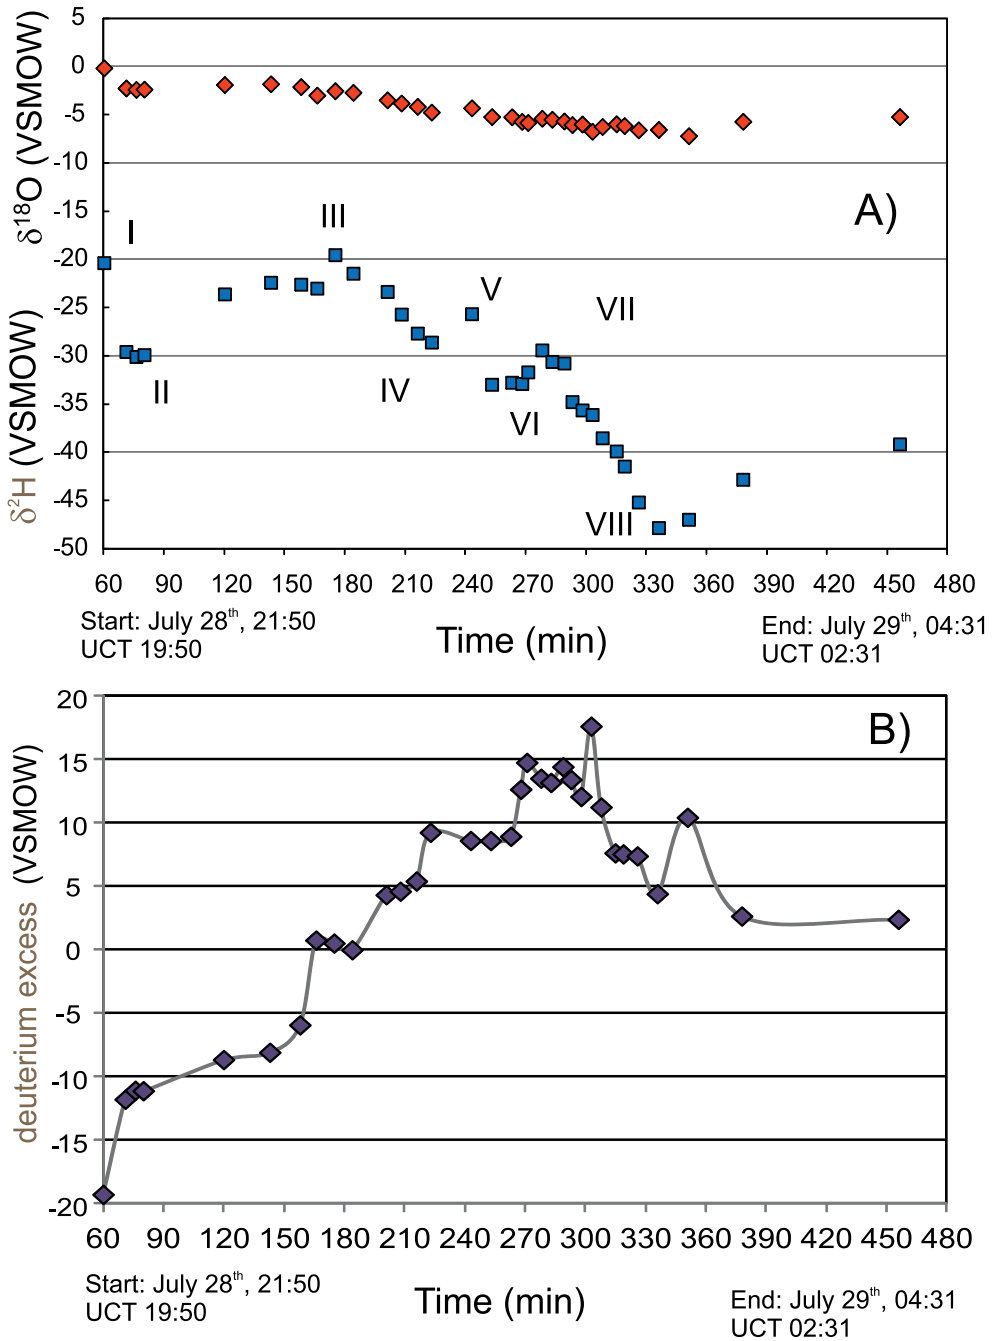 5
0
-5
-10
-15
-20
-25
-30
-35
-40
-45
-50
δ18O (VSMOW)
δ2H (VSMOW)
A)
I
II
III
IV
V
VI
VII
VIII
60 90 120 150 180 210 240 270 300 330 360 390 420 450 480
Start: July 28th, 21:50
UCT 19:50
Time (min)
End: July 29th, 04:31
UCT 02:31
20
15
10
5
0
-5
-10
-15
-20
deuterium excess (VSMOW)
B)
60 90 120 150 180 210 240 270 300 330 360 390 420 450 480
Start: July 28th, 21:50
UCT 19:50
Time (min)
End: July 29th, 04:31
UCT 02:31